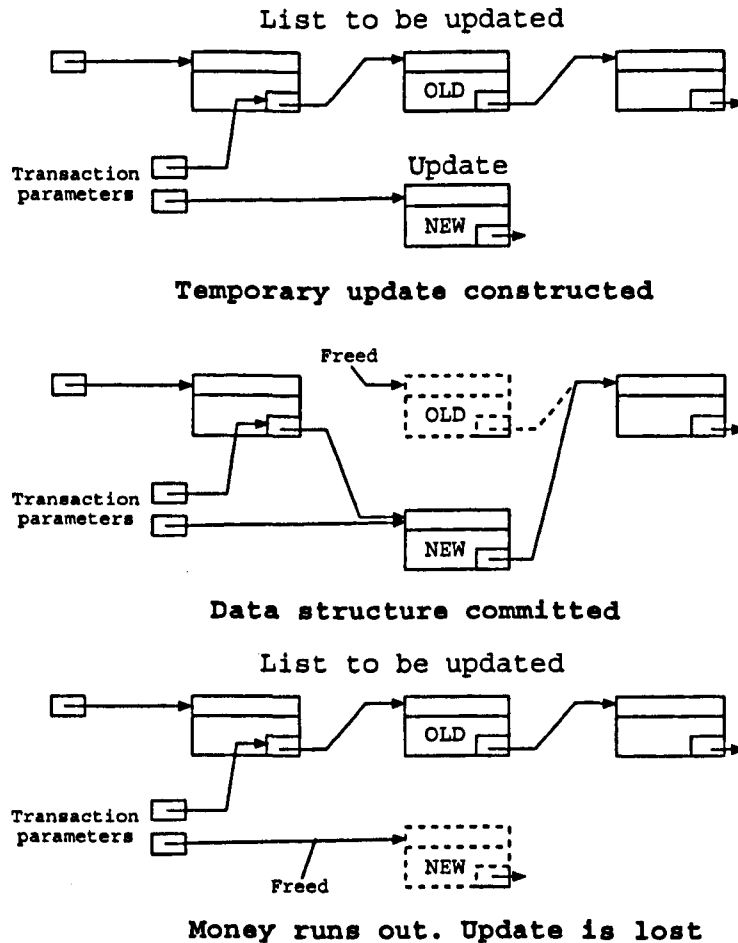 List to be updated
OLD
Transaction
parameters
Update
NEW
Temporary update constructed
Freed
OLD
Transaction
parameters
NEW
Data structure committed
List to be updated
OLD
Transaction
parameters
NEW
Freed
Money runs out. Update is lost